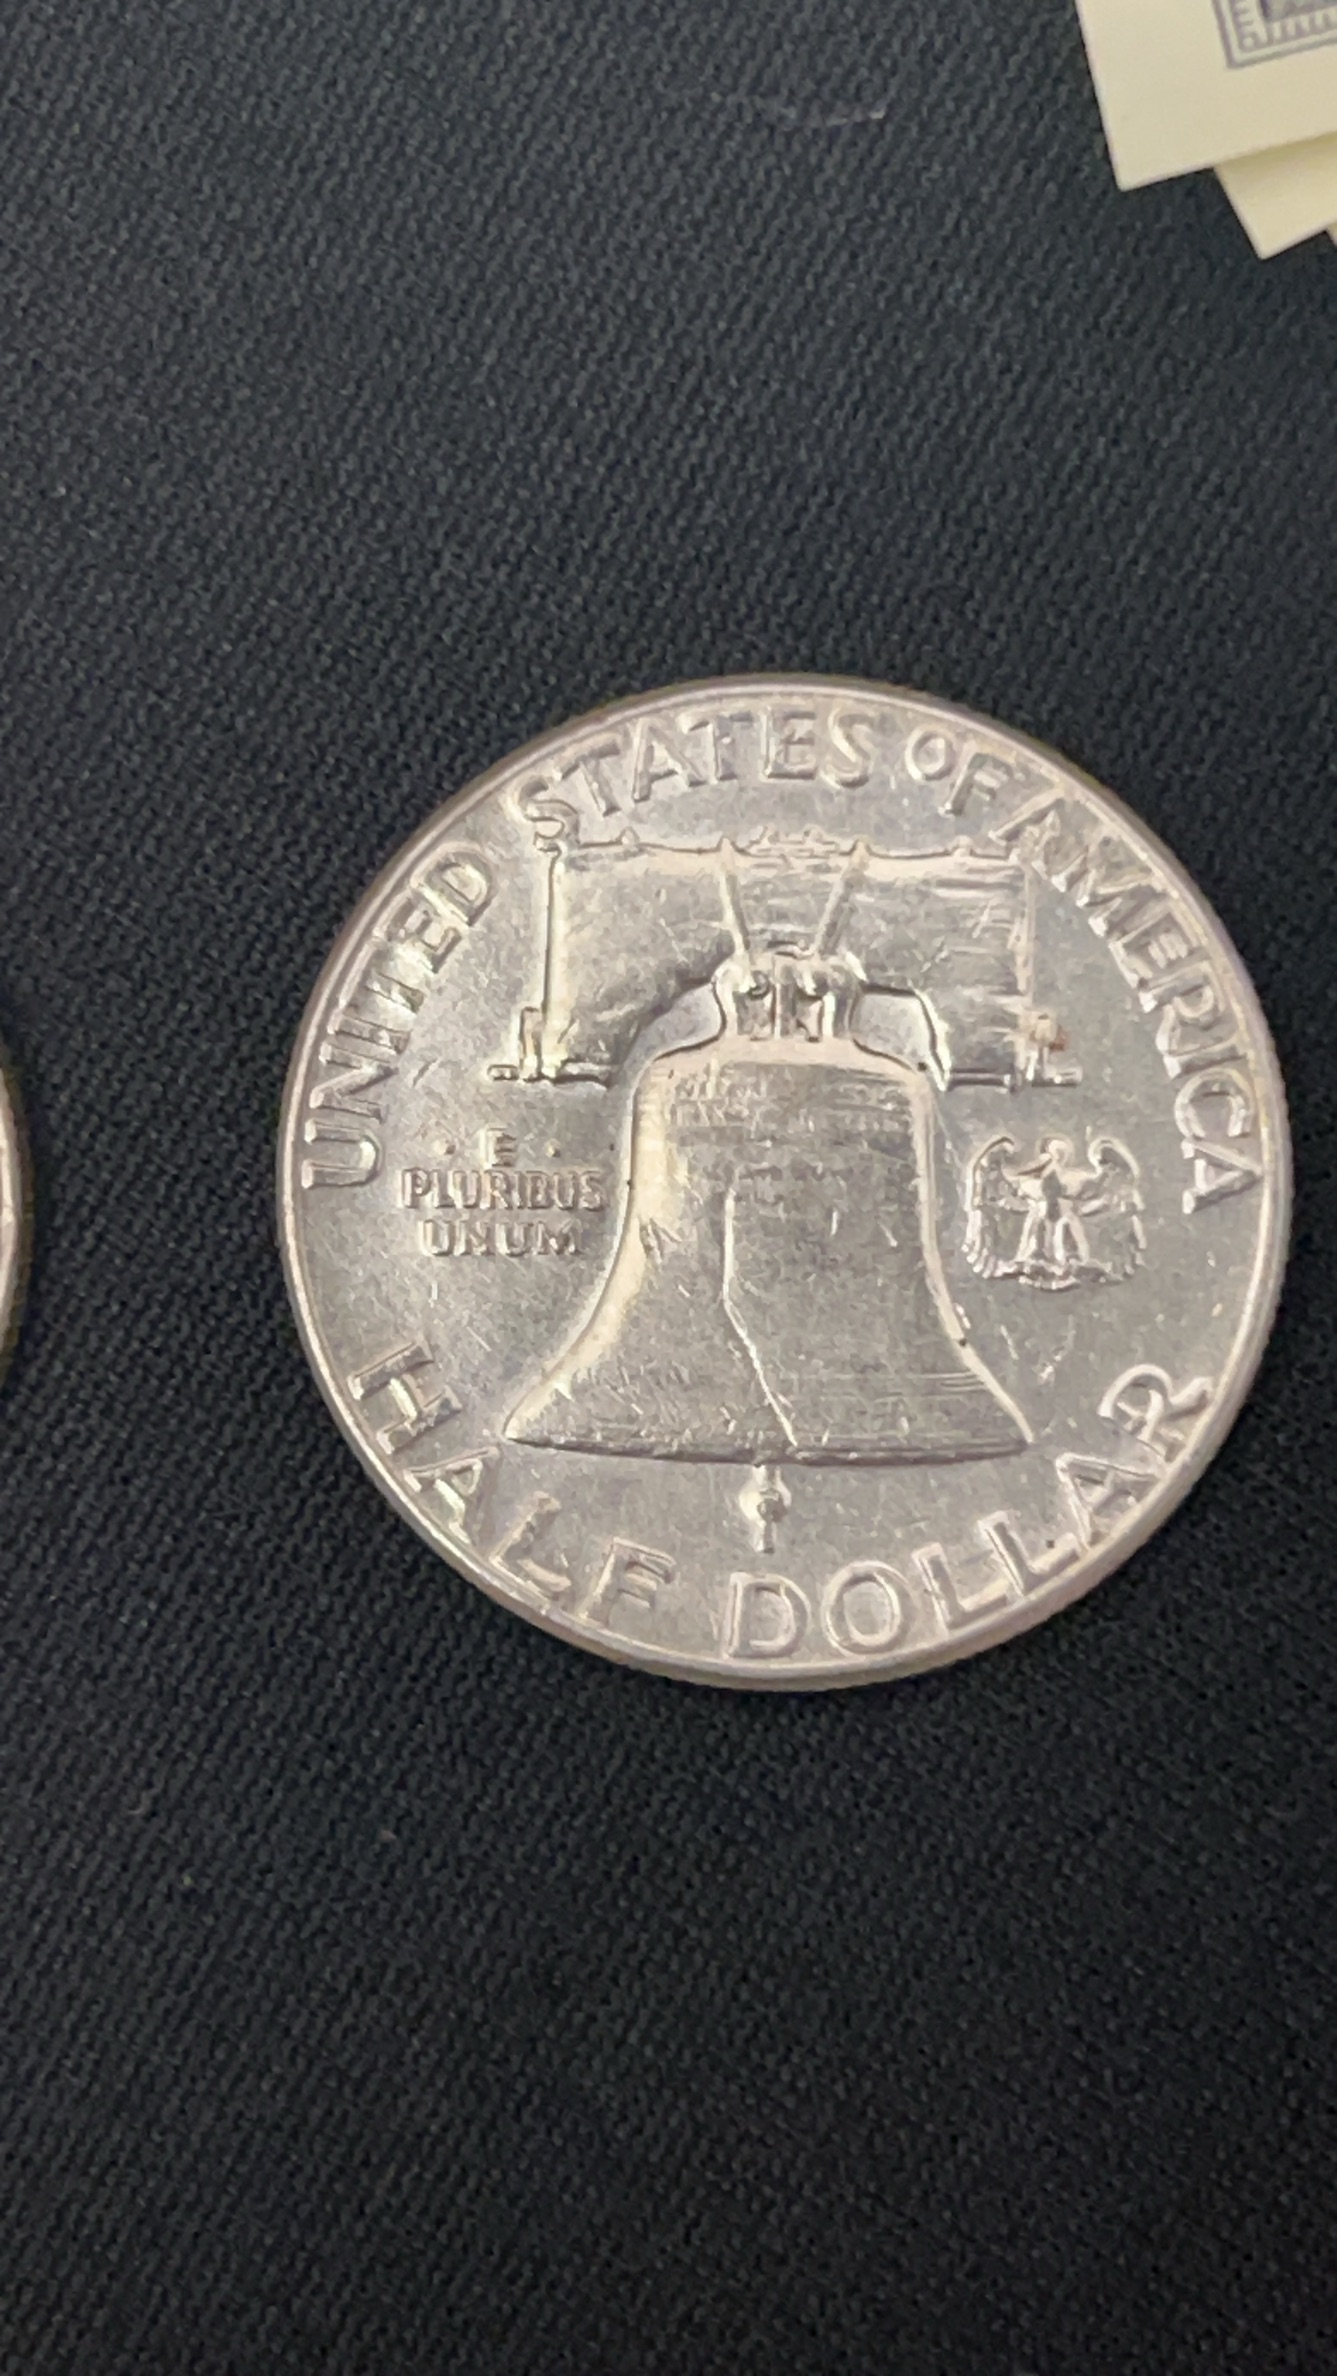 UNITED STATES OF AMERICA
· E ·
PLURIBUS
UNUM
HALF DOLLAR